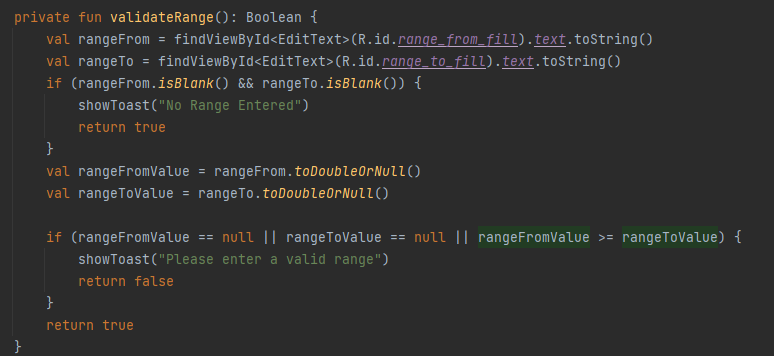 private fun validateRange(): Boolean {
    val rangeFrom = findViewById<EditText>(R.id.range_from_fill).text.toString()
    val rangeTo = findViewById<EditText>(R.id.range_to_fill).text.toString()
    if (rangeFrom.isBlank() && rangeTo.isBlank()) {
        showToast("No Range Entered")
        return true
    }
    val rangeFromValue = rangeFrom.toDoubleOrNull()
    val rangeToValue = rangeTo.toDoubleOrNull()

    if (rangeFromValue == null || rangeToValue == null || rangeFromValue >= rangeToValue) {
        showToast("Please enter a valid range")
        return false
    }
    return true
}